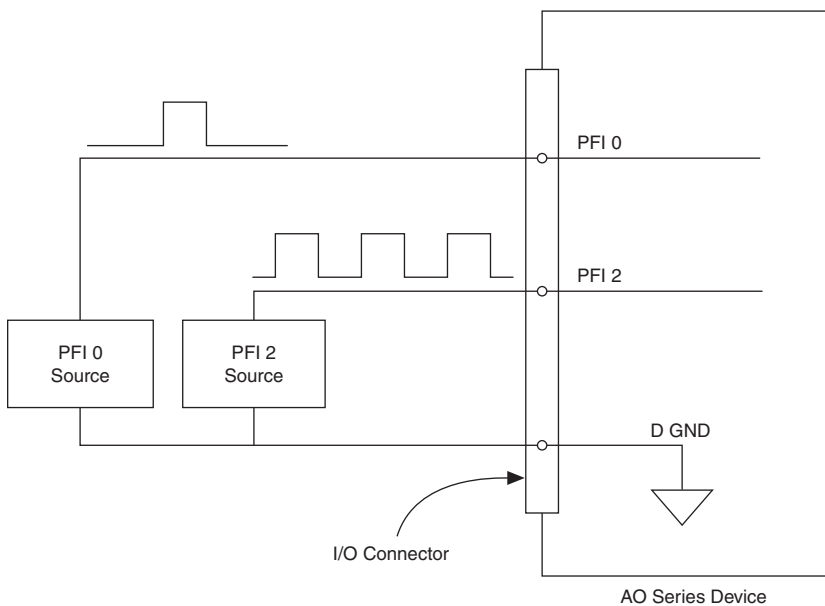 PFI 0
PFI 2
PFI 0
Source
PFI 2
Source
D GND
I/O Connector
AO Series Device